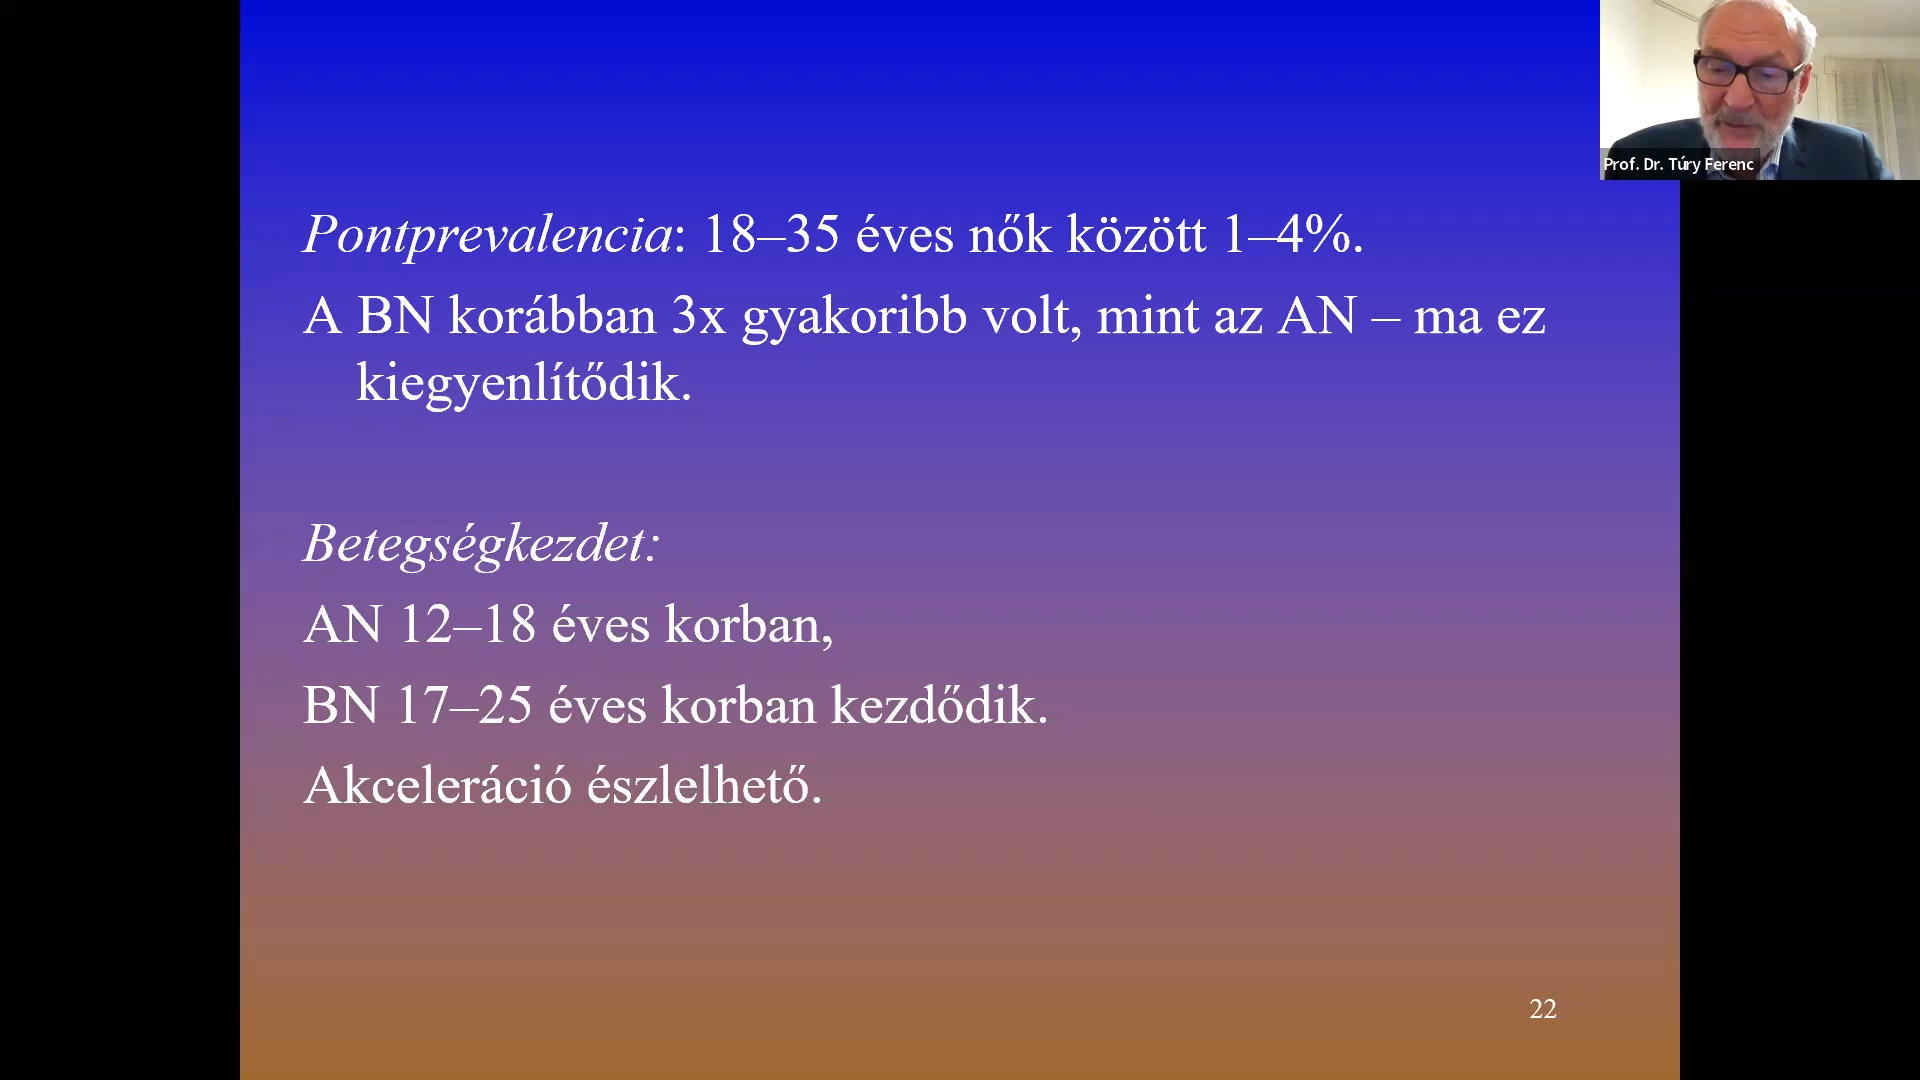 Prof. Dr. Túry Ferenc
Pontprevalencia: 18–35 éves nők között 1–4%.
A BN korábban 3x gyakoribb volt, mint az AN – ma ez
kiegyenlítődik.
Betegségkezdet:
AN 12–18 éves korban,
BN 17–25 éves korban kezdődik.
Akceleráció észlelhető.
22